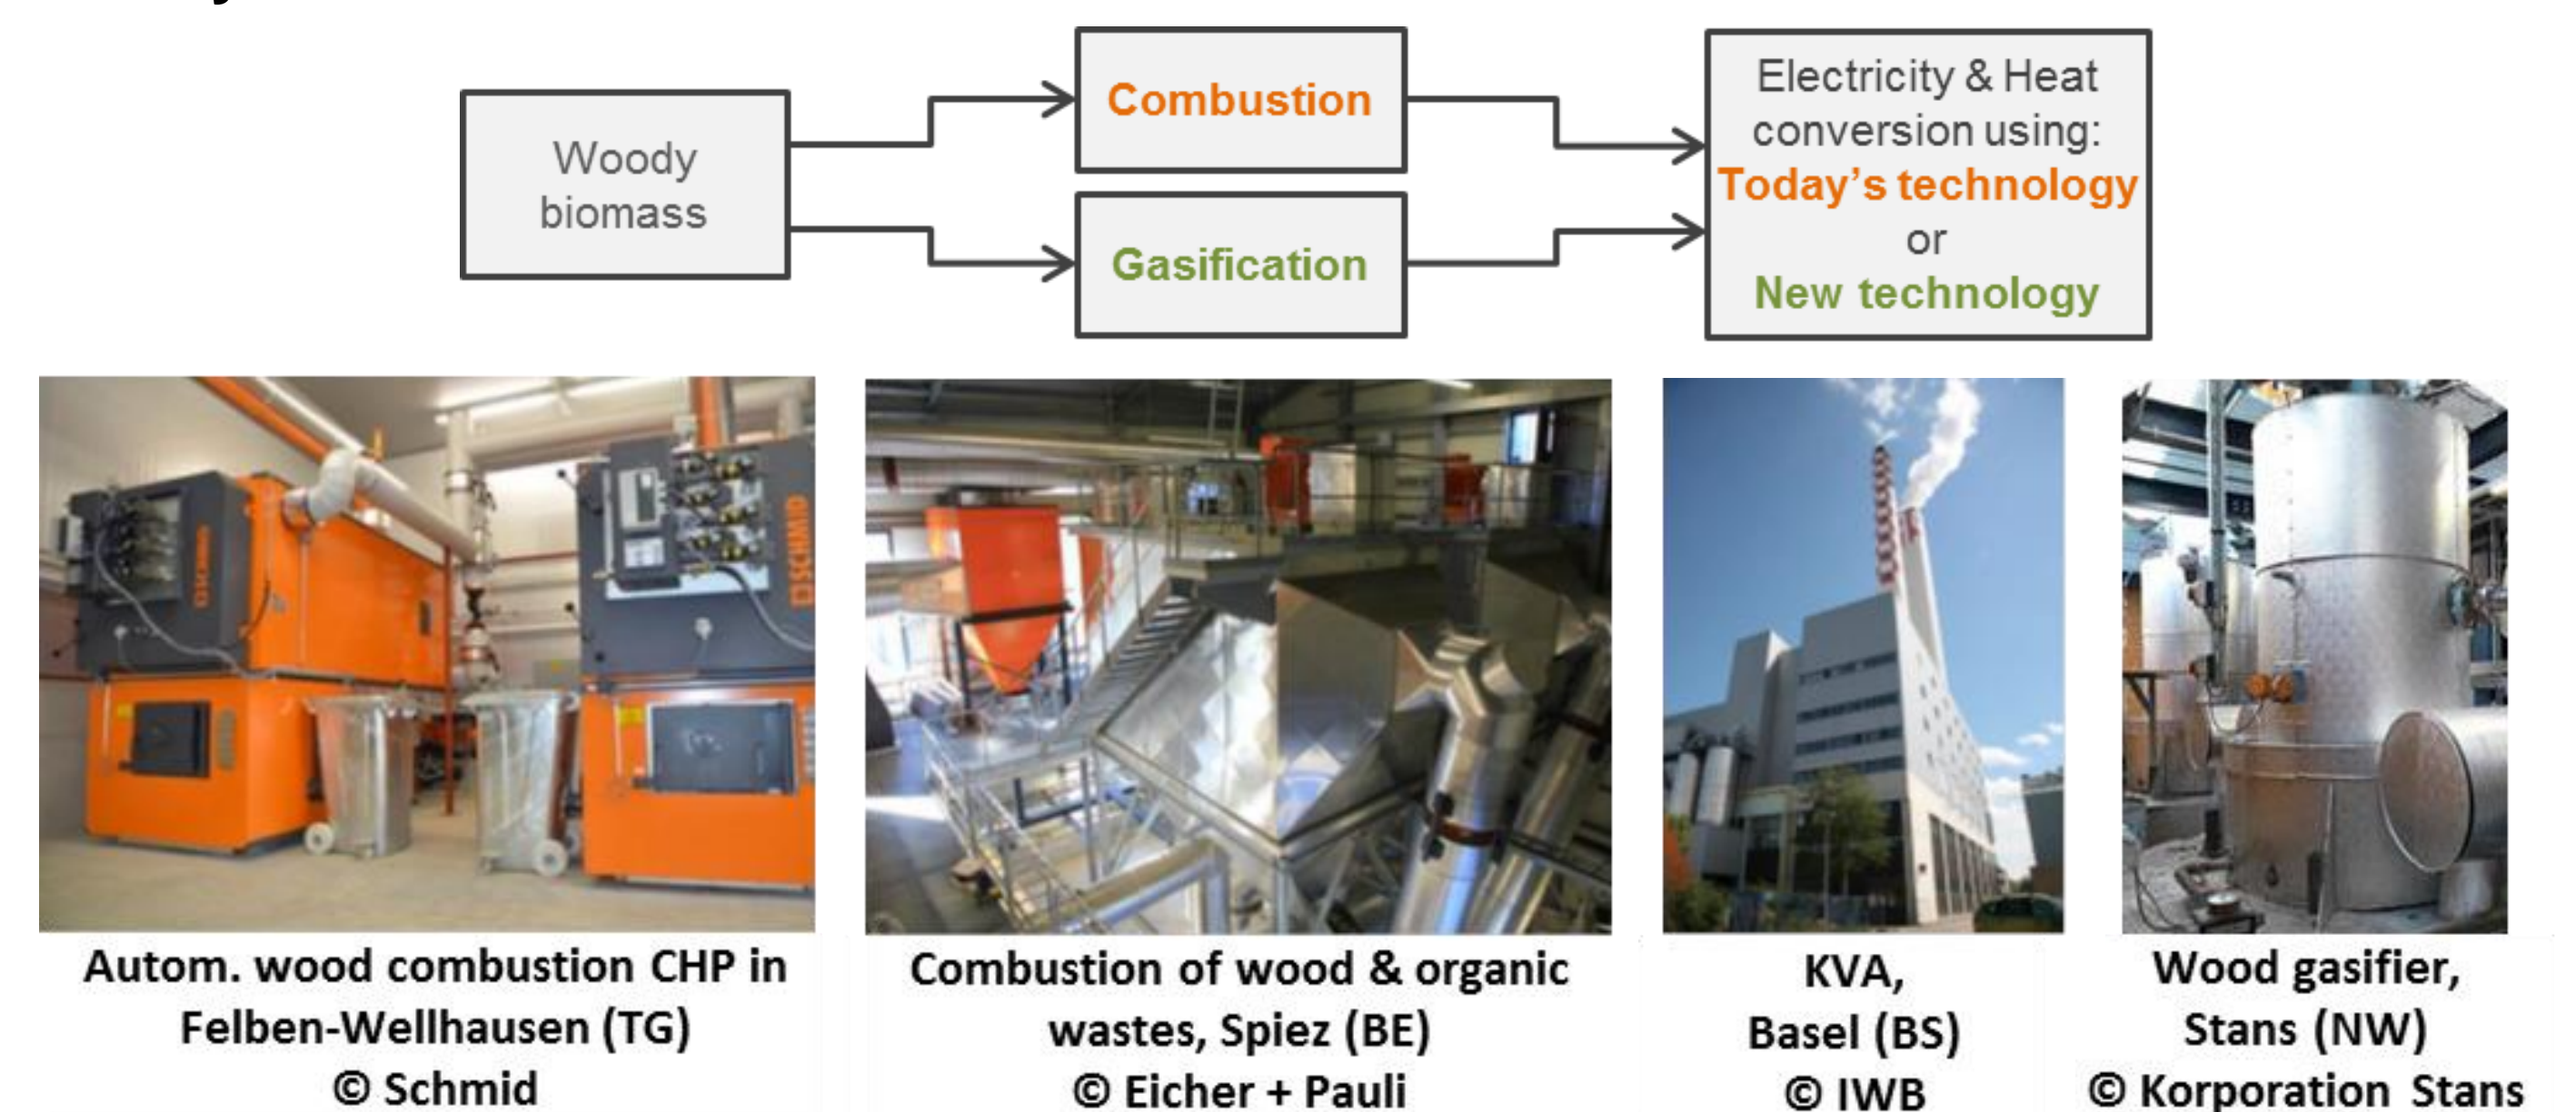 Woody
biomass
Combustion
Gasification
Electricity & Heat
conversion using:
Today's technology
or
New technology
SCHMID
SCHMID
Autom. wood combustion CHP in
Felben-Wellhausen (TG)
© Schmid
Combustion of wood & organic
wastes, Spiez (BE)
© Eicher + Pauli
KVA,
Basel (BS)
© IWB
Wood gasifier,
Stans (NW)
© Korporation Stans